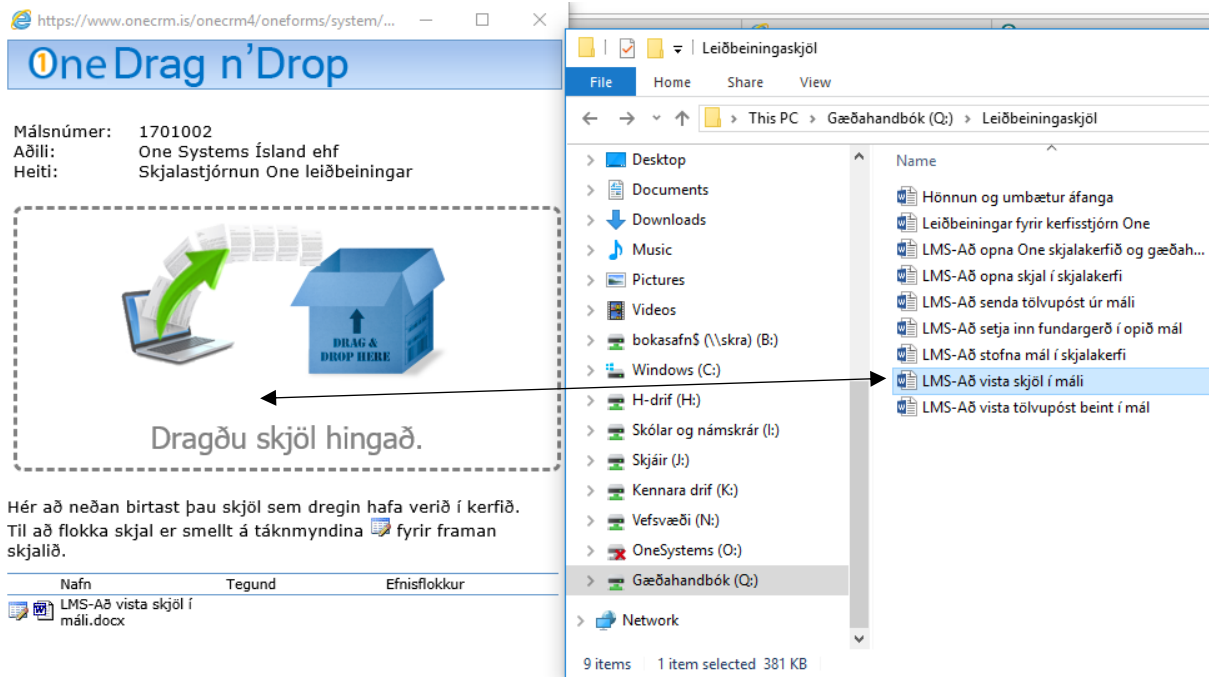 https://www.onecrm.is/onecrm4/oneforms/system/...
One Drag n'Drop
Málsnúmer: 1701002
Aðili: One Systems Ísland ehf
Heiti: Skjalastjórnun One leiðbeiningar
DRAG &
DROP HERE
Dragðu skjöl hingað.
Hér að neðan birtast þau skjöl sem dregin hafa verið í kerfið.
Til að flokka skjal er smellt á táknmyndina fyrir framan
skjalið.
Nafn Tegund Efnisflokkur
LMS-Að vista skjöl í
máli.docx
Leiðbeiningaskjöl
File Home Share View
This PC > Gæðahandbók (Q:) > Leiðbeiningaskjöl
Desktop
Documents
Downloads
Music
Pictures
Videos
bokasafn$ (\\skra) (B:)
Windows (C:)
H-drif (H:)
Skólar og námskrár (I:)
Skjáir (J:)
Kennara drif (K:)
Vefsvæði (N:)
OneSystems (O:)
Gæðahandbók (Q:)
Network
Name
Hönnun og umbætur áfanga
Leiðbeiningar fyrir kerfisstjórn One
LMS-Að opna One skjalakerfið og gæðah...
LMS-Að opna skjal í skjalakerfi
LMS-Að senda tölvupóst úr máli
LMS-Að setja inn fundargerð í opið mál
LMS-Að stofna mál í skjalakerfi
LMS-Að vista skjöl í máli
LMS-Að vista tölvupóst beint í mál
9 items 1 item selected 381 KB